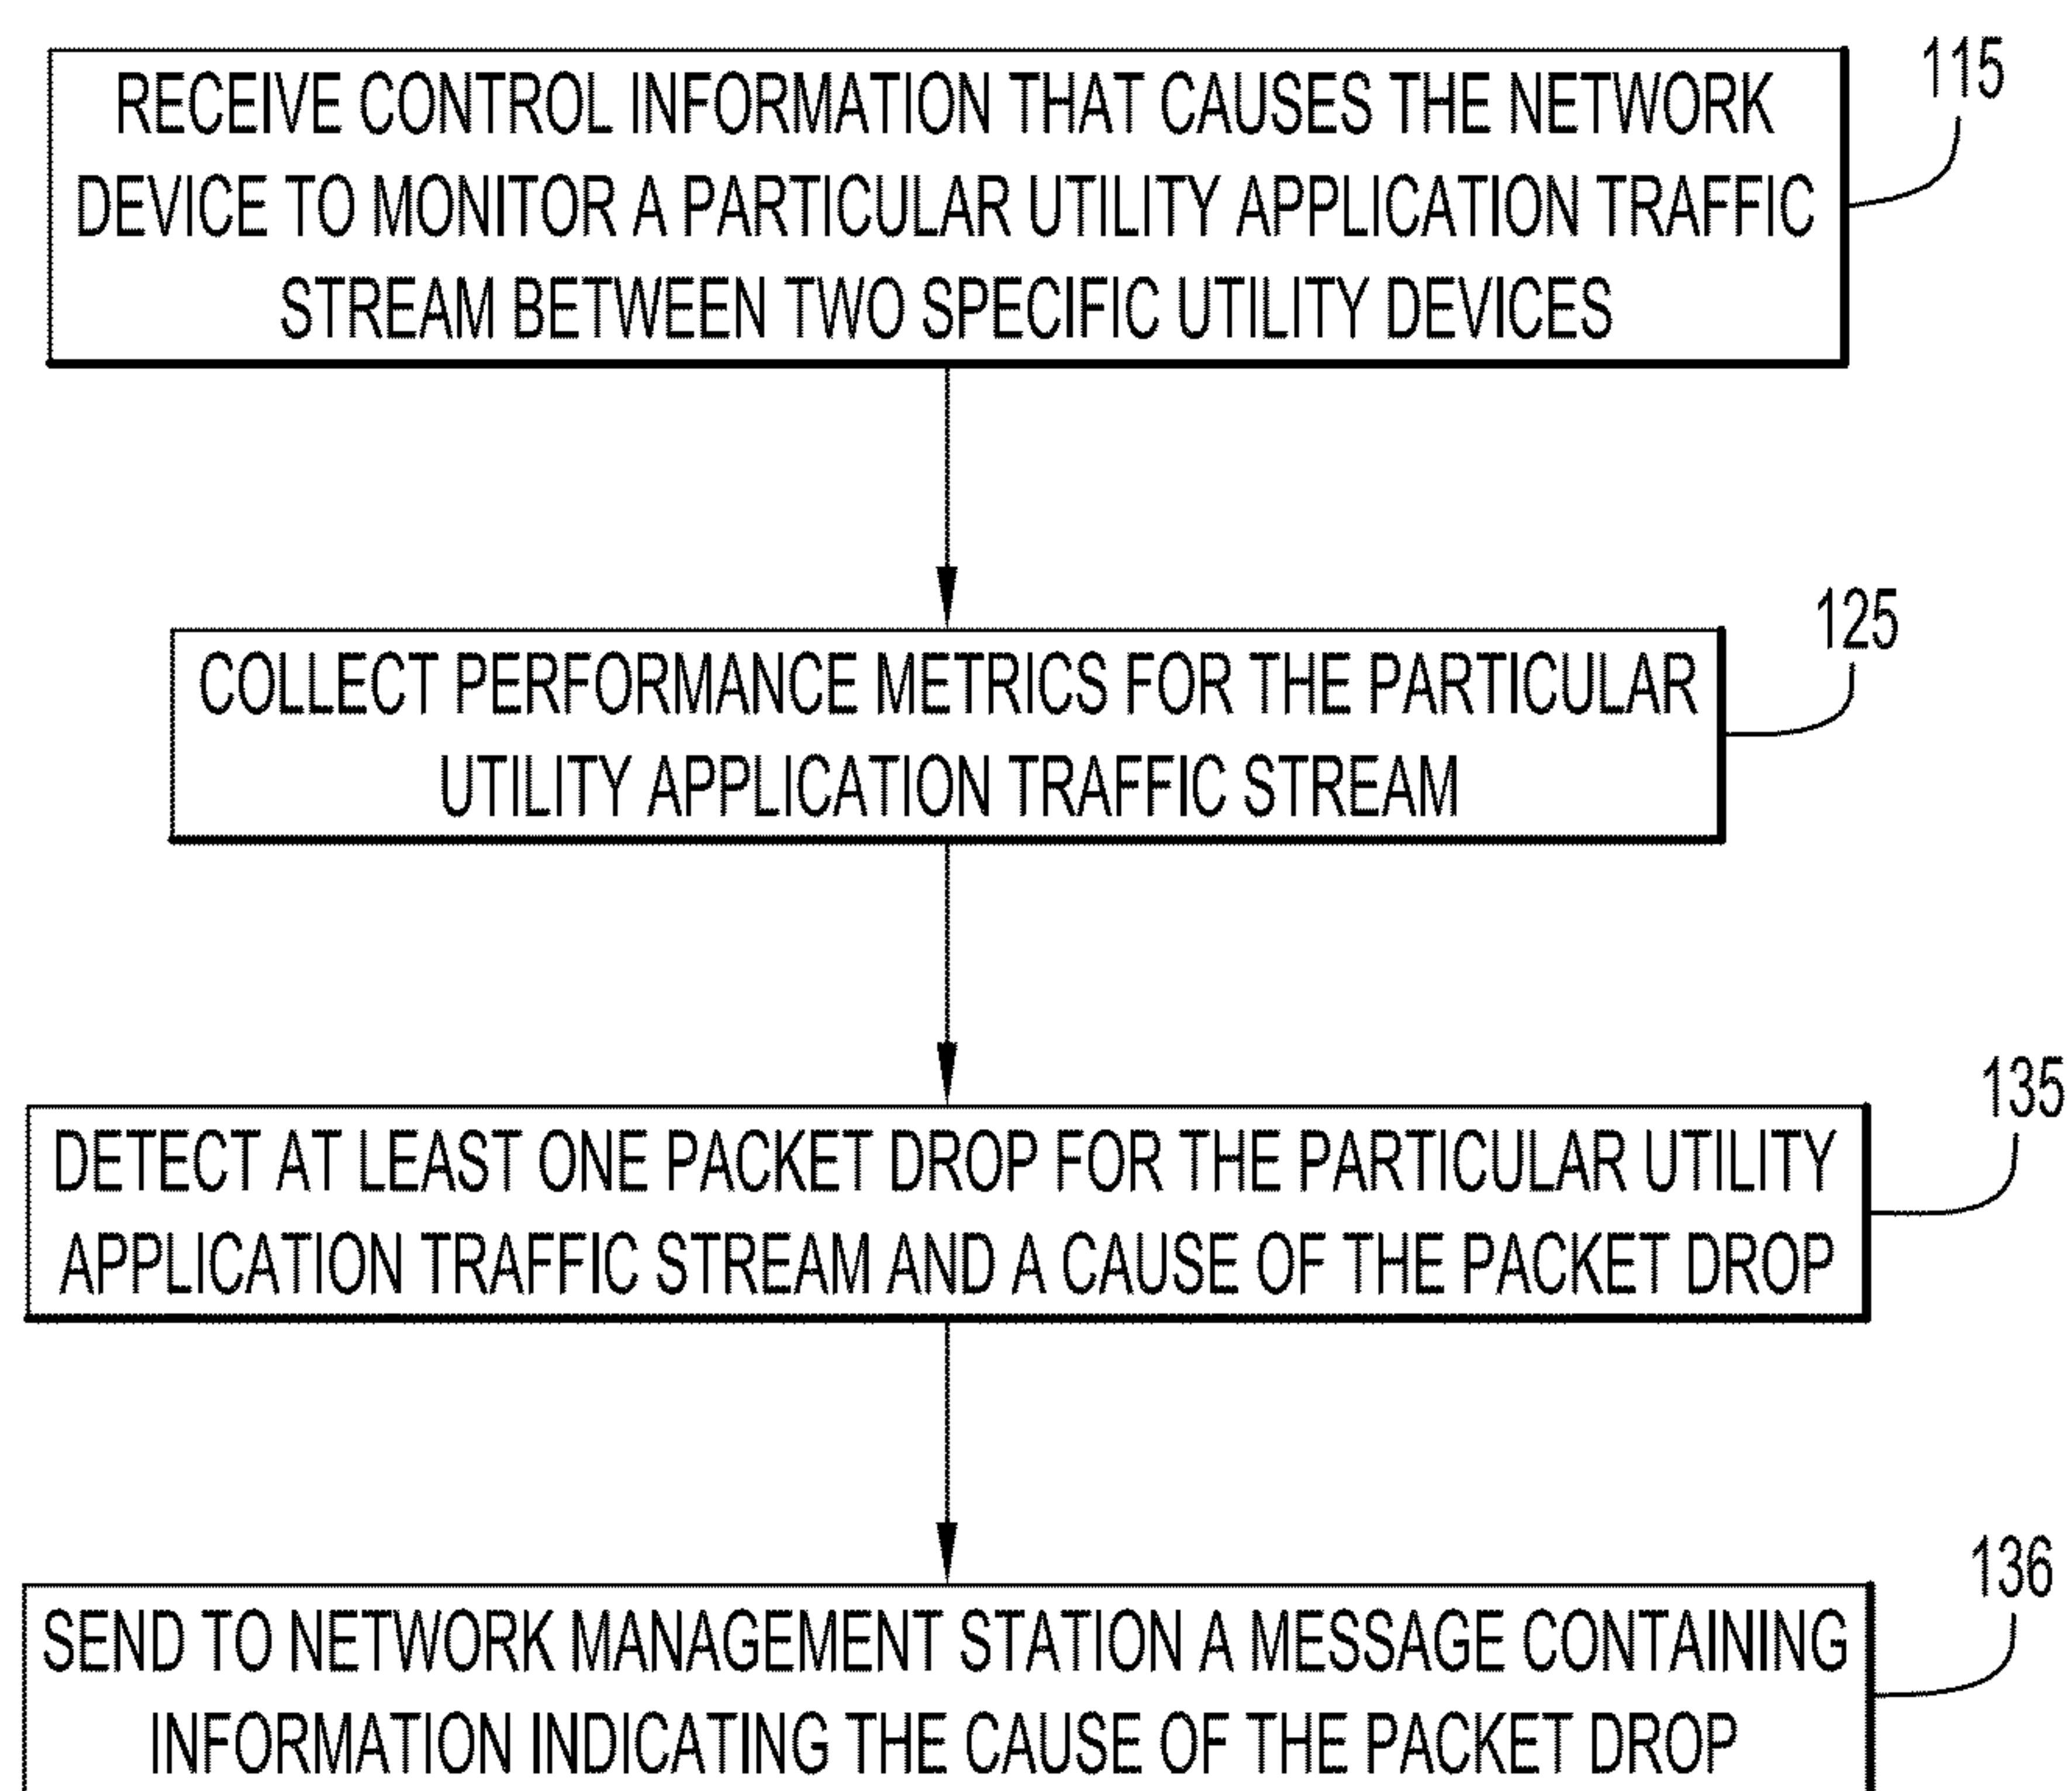 115
RECEIVE CONTROL INFORMATION THAT CAUSES THE NETWORK
DEVICE TO MONITOR A PARTICULAR UTILITY APPLICATION TRAFFIC
STREAM BETWEEN TWO SPECIFIC UTILITY DEVICES
125
COLLECT PERFORMANCE METRICS FOR THE PARTICULAR
UTILITY APPLICATION TRAFFIC STREAM
135
DETECT AT LEAST ONE PACKET DROP FOR THE PARTICULAR UTILITY
APPLICATION TRAFFIC STREAM AND A CAUSE OF THE PACKET DROP
136
SEND TO NETWORK MANAGEMENT STATION A MESSAGE CONTAINING
INFORMATION INDICATING THE CAUSE OF THE PACKET DROP